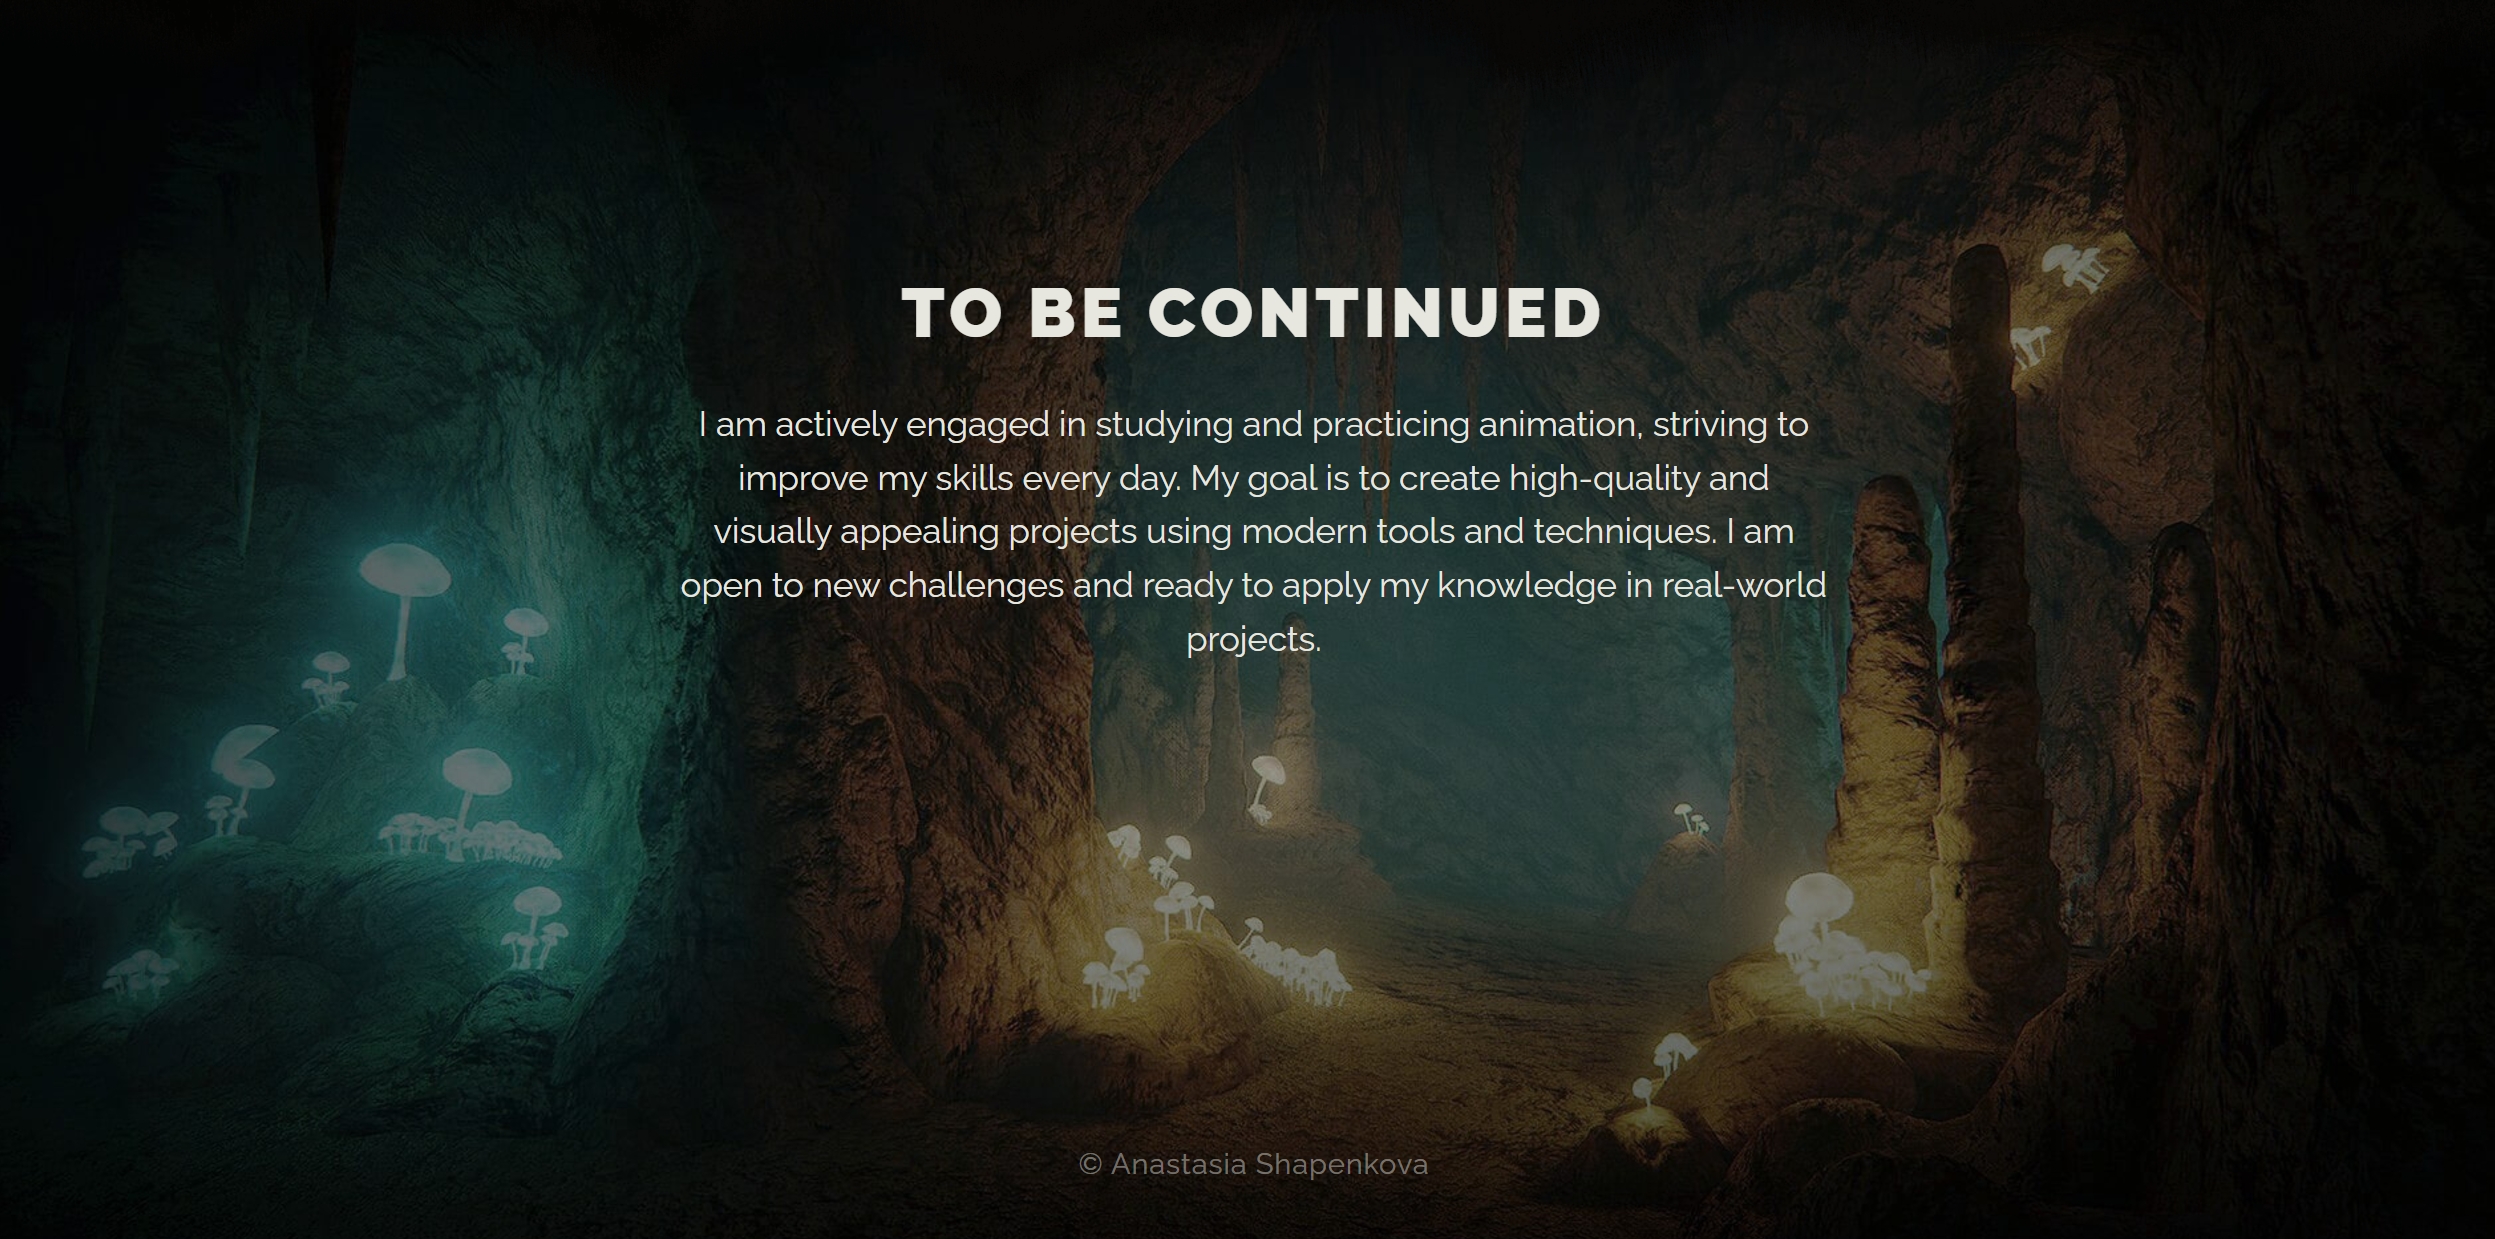 TO BE CONTINUED
I am actively engaged in studying and practicing animation, striving to
improve my skills every day. My goal is to create high-quality and
visually appealing projects using modern tools and techniques. I am
open to new challenges and ready to apply my knowledge in real-world
projects.
© Anastasia Shapenkova